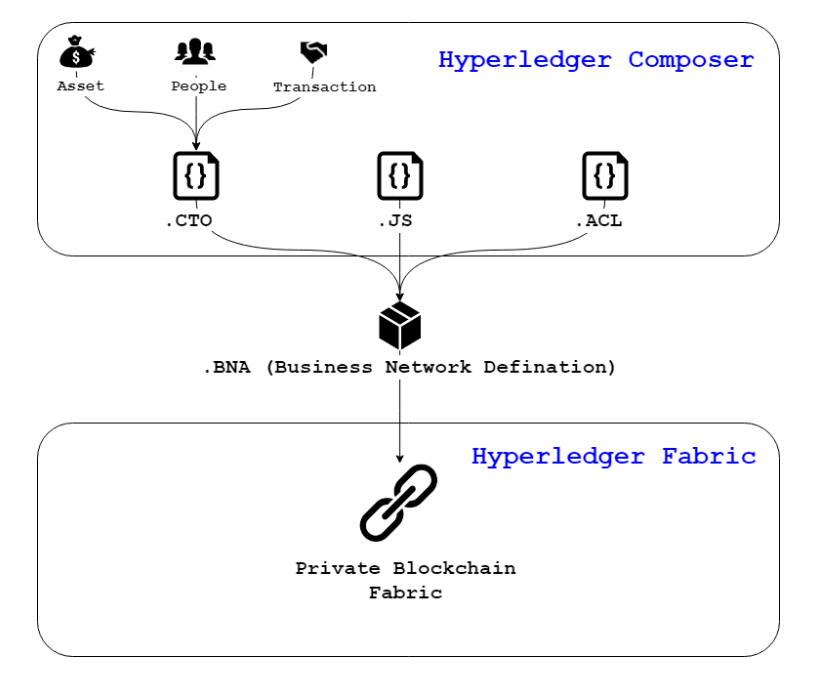 Hyperledger Composer
Asset
People
Transaction
.CTO
.JS
.ACL
.BNA (Business Network Defination)
Hyperledger Fabric
Private Blockchain
Fabric